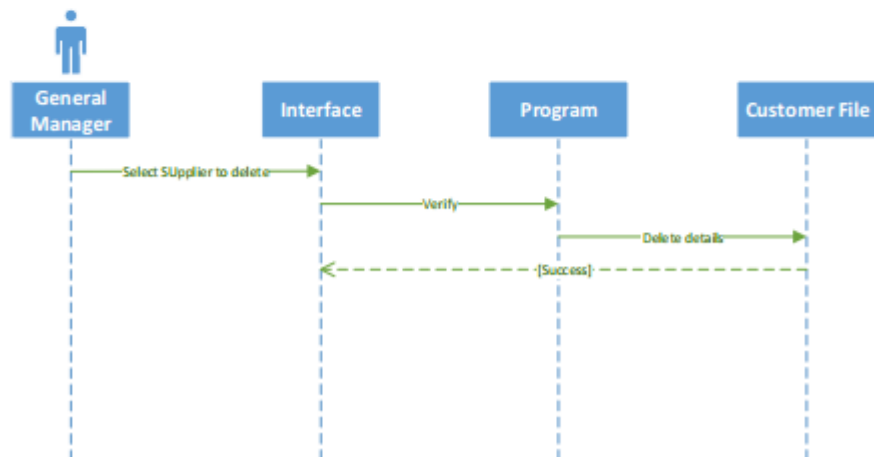 General
Manager
Interface
Program
Customer File
Select SUpplier to delete
Verify
Delete details
[Success]